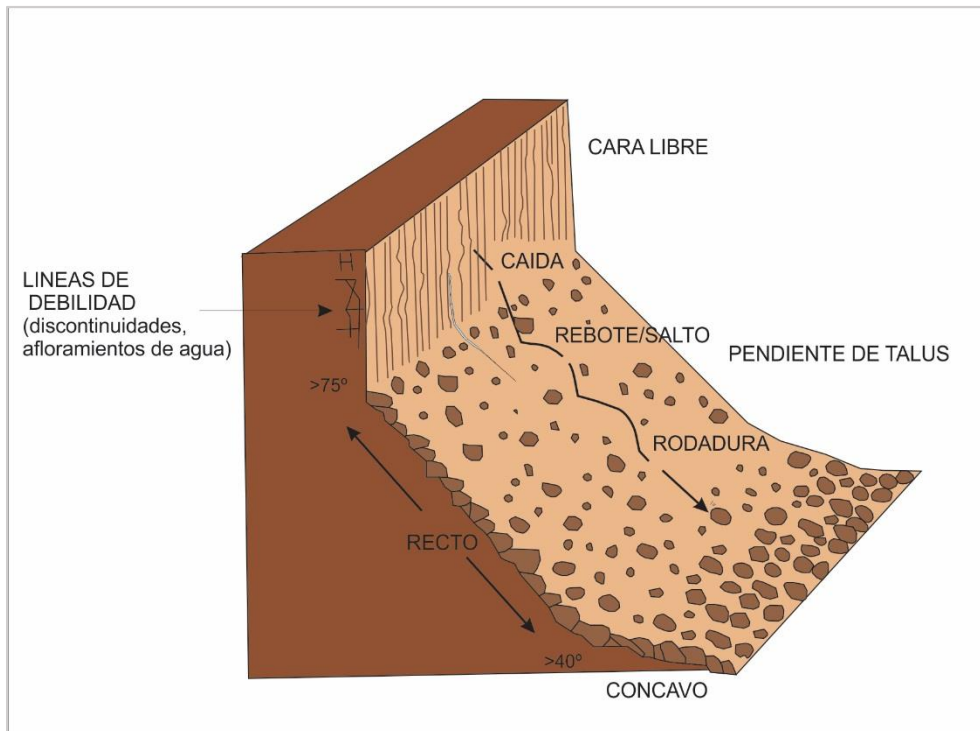 CARA LIBRE
CAIDA
LINEAS DE
DEBILIDAD
(discontinuidades,
afloramientos de agua)
REBOTE/SALTO
PENDIENTE DE TALUS
>75º
RODADURA
RECTO
>40º
CONCAVO